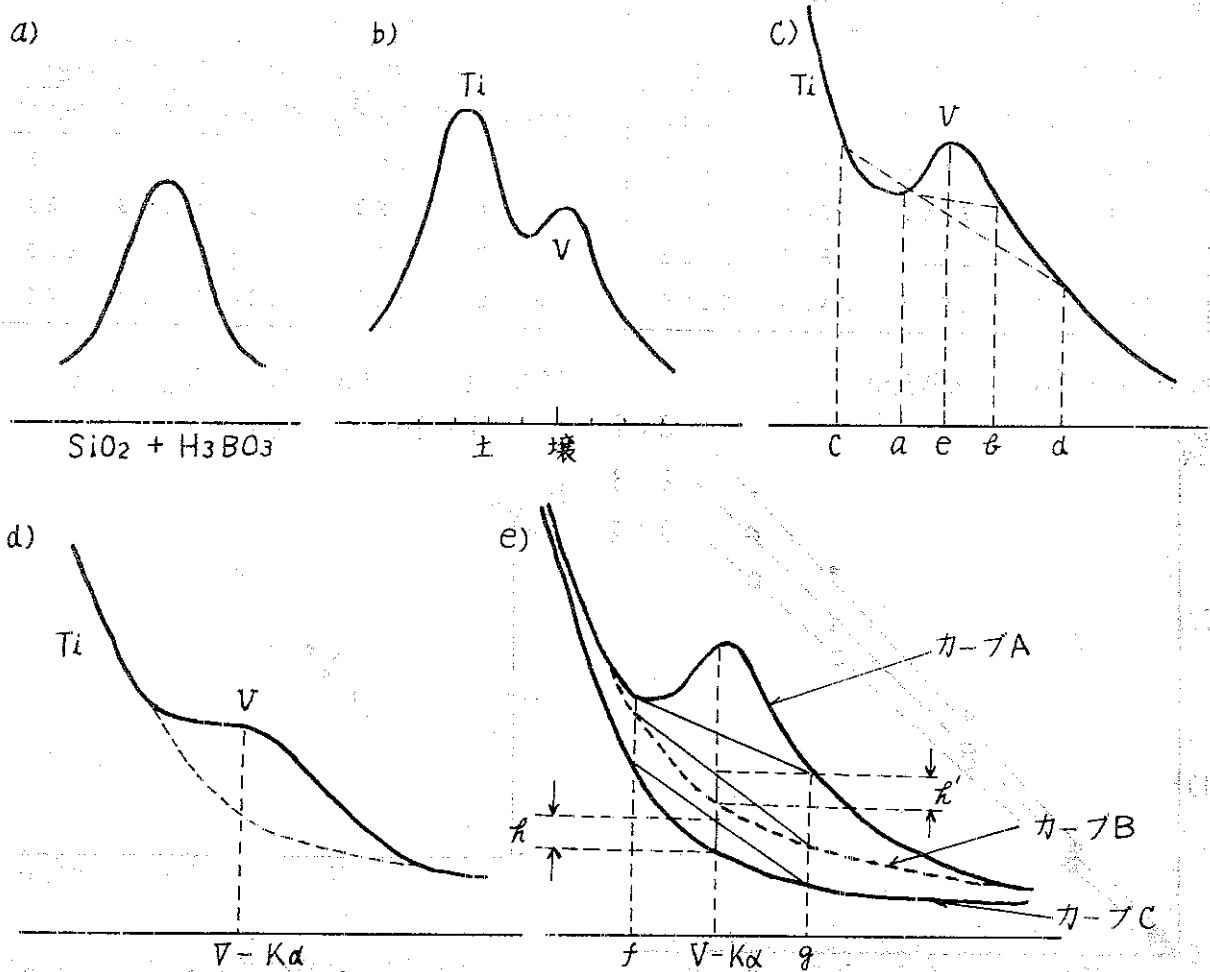 a)
SiO2 + H3BO3
b)
Ti
V
土壌
c)
Ti
V
c a e b d
d)
Ti
V
V-Kα
e)
カーブA
h'
h
カーブB
カーブC
f V-Kα g